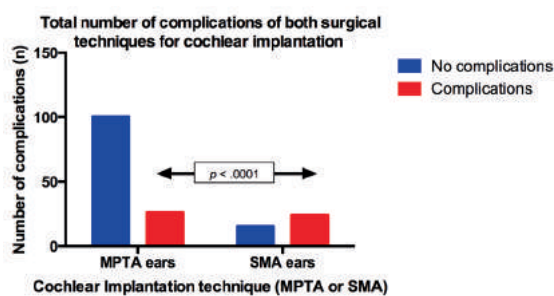 Total number of complications of both surgical
techniques for cochlear implantation
No complications
Complications
Number of complications (n)
150
100
50
0
p < .0001
MPTA ears
SMA ears
Cochlear Implantation technique (MPTA or SMA)